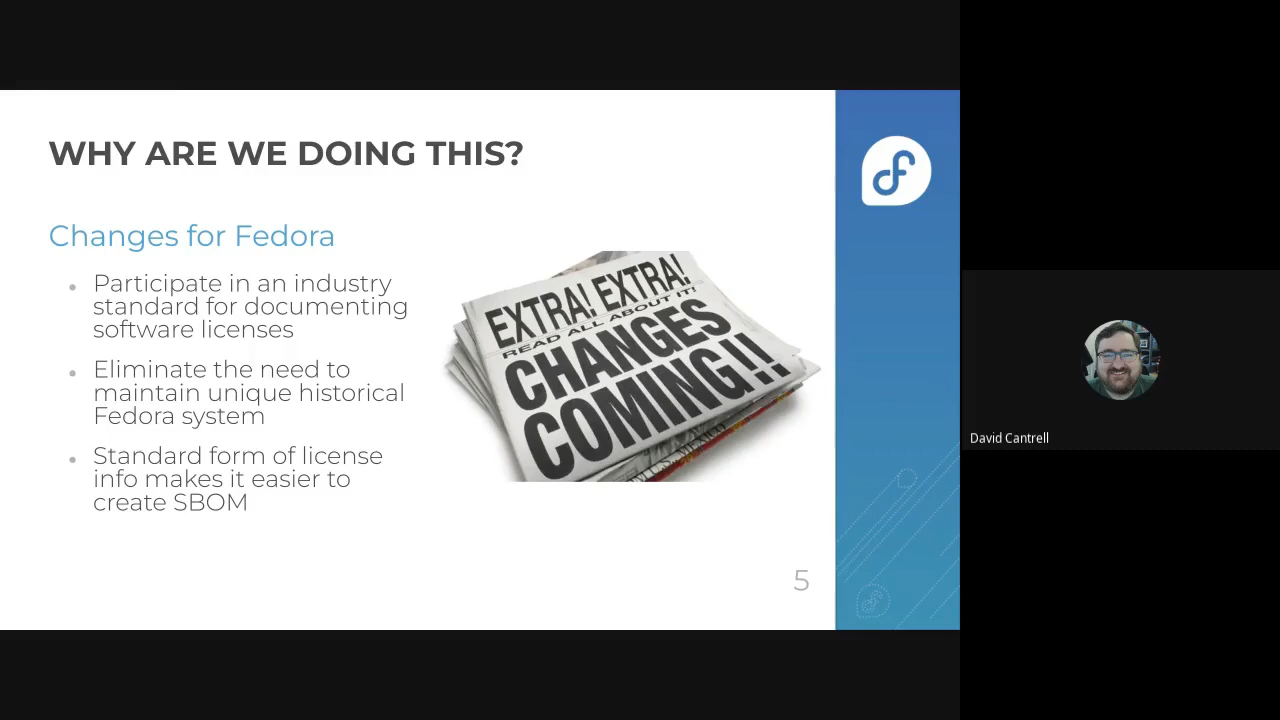 WHY ARE WE DOING THIS?
Changes for Fedora
Participate in an industry
standard for documenting
software licenses
Eliminate the need to
maintain unique historical
Fedora system
Standard form of license
info makes it easier to
create SBOM
EXTRA! EXTRA!
READ ALL ABOUT IT!
CHANGES
COMING!!
5
David Cantrell